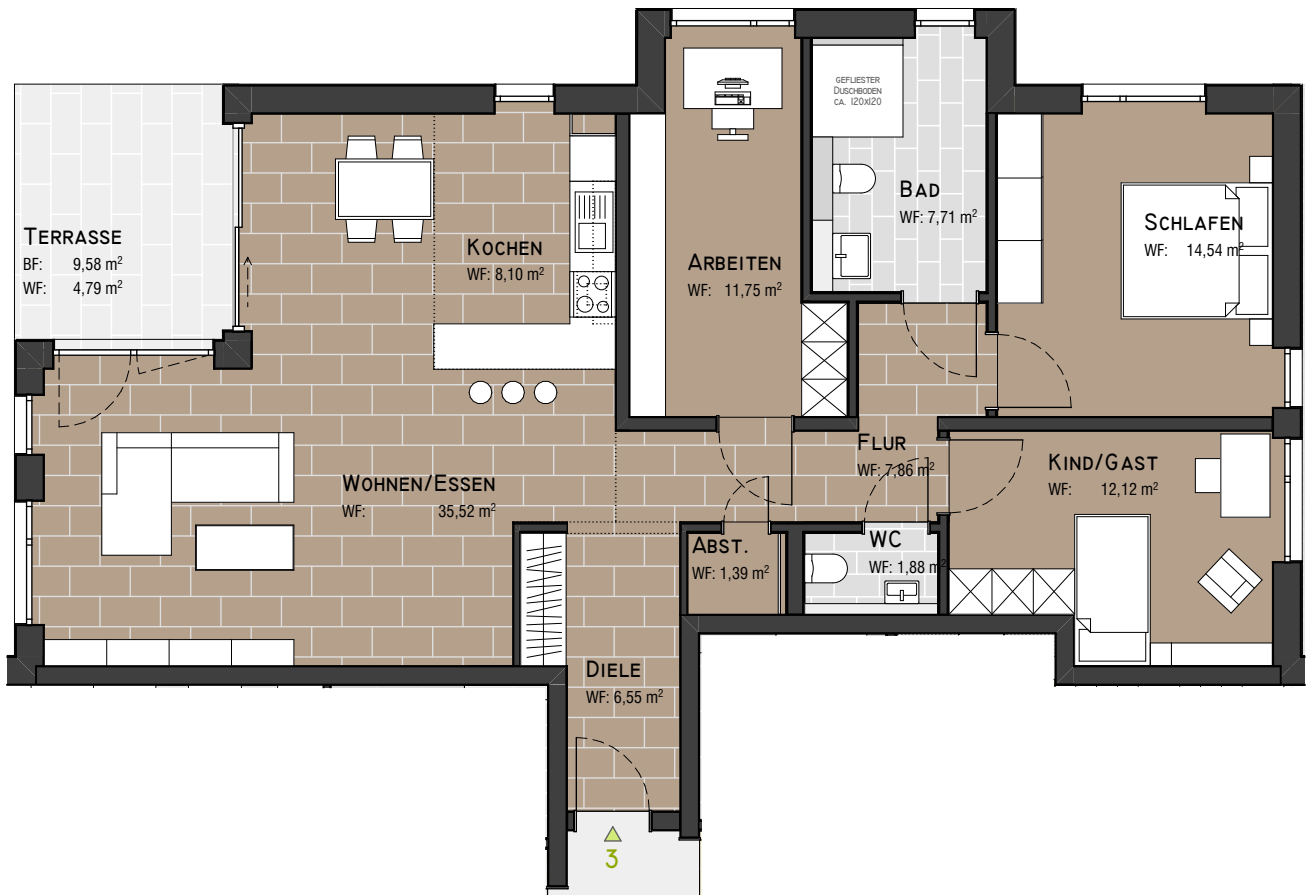 GEFLIESTER
DUSCHBODEN
CA. 120X120
TERRASSE
BF: 9,58 m²
WF: 4,79 m²
KOCHEN
WF: 8,10 m²
ARBEITEN
WF: 11,75 m²
BAD
WF: 7,71 m²
SCHLAFEN
WF: 14,54 m²
WOHNEN/ESSEN
WF: 35,52 m²
FLUR
WF: 7,86 m²
KIND/GAST
WF: 12,12 m²
ABST.
WF: 1,39 m²
WC
WF: 1,88 m²
DIELE
WF: 6,55 m²
3